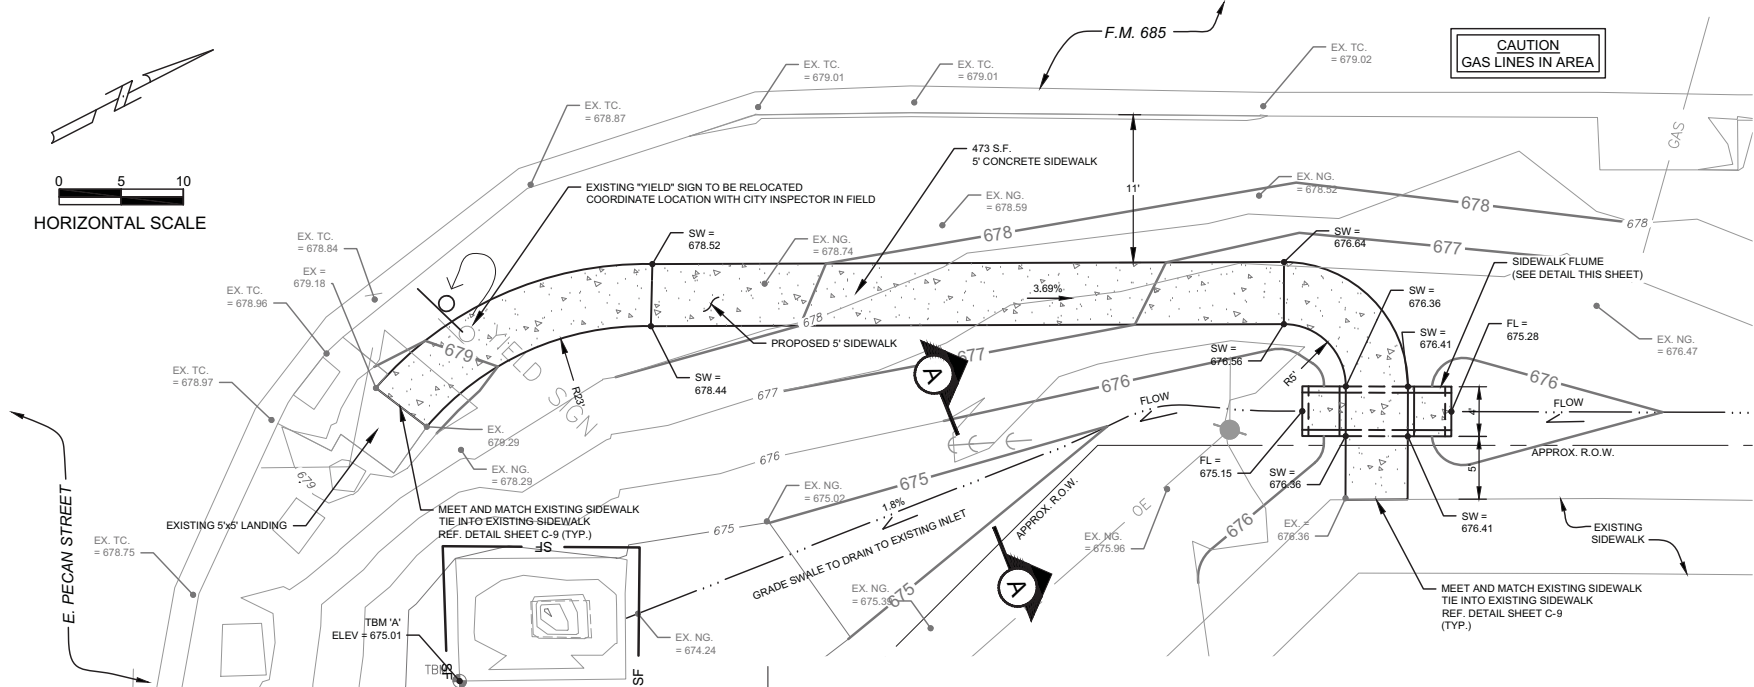 F.M. 685
CAUTION
GAS LINES IN AREA
EX. TC.
= 679.01
EX. TC.
= 679.01
EX. TC.
= 679.02
EX. TC.
= 678.87
GAS
473 S.F.
5' CONCRETE SIDEWALK
0 5 10
HORIZONTAL SCALE
EXISTING "YIELD" SIGN TO BE RELOCATED
COORDINATE LOCATION WITH CITY INSPECTOR IN FIELD
11'
EX. NG.
= 678.59
EX. NG.
= 678.52
678
678
678
EX. TC.
= 678.84
SW =
678.52
EX. NG.
= 678.74
SW =
676.64
677
SIDEWALK FLUME
(SEE DETAIL THIS SHEET)
EX =
679.18
EX. TC.
= 678.96
3.69%
SW =
676.36
678
SW =
676.41
FL =
675.28
EX. NG.
= 676.47
YIELD SIGN
679
PROPOSED 5' SIDEWALK
677
SW =
676.56
EX. TC.
= 678.97
SW =
678.44
R23'
677
A
676
R5'
676
FLOW
FLOW
4'
EX.
679.29
676
675
APPROX. R.O.W.
5'
EX. NG.
= 678.29
FL =
675.15
SW =
676.36
679
EX. NG.
= 675.02
1.8%
APPROX. R.O.W.
OE
676
EXISTING 5'x5' LANDING
MEET AND MATCH EXISTING SIDEWALK
TIE INTO EXISTING SIDEWALK
REF. DETAIL SHEET C-9 (TYP.)
675
SW =
676.41
EX. =
676.36
EXISTING
SIDEWALK
EX. TC.
= 678.75
SF
EX. NG.
= 675.96
GRADE SWALE TO DRAIN TO EXISTING INLET
A
E. PECAN STREET
EX. NG.
= 675.39
675
MEET AND MATCH EXISTING SIDEWALK
TIE INTO EXISTING SIDEWALK
REF. DETAIL SHEET C-9
(TYP.)
TBM 'A'
ELEV = 675.01
EX. NG.
= 674.24
SF
SF